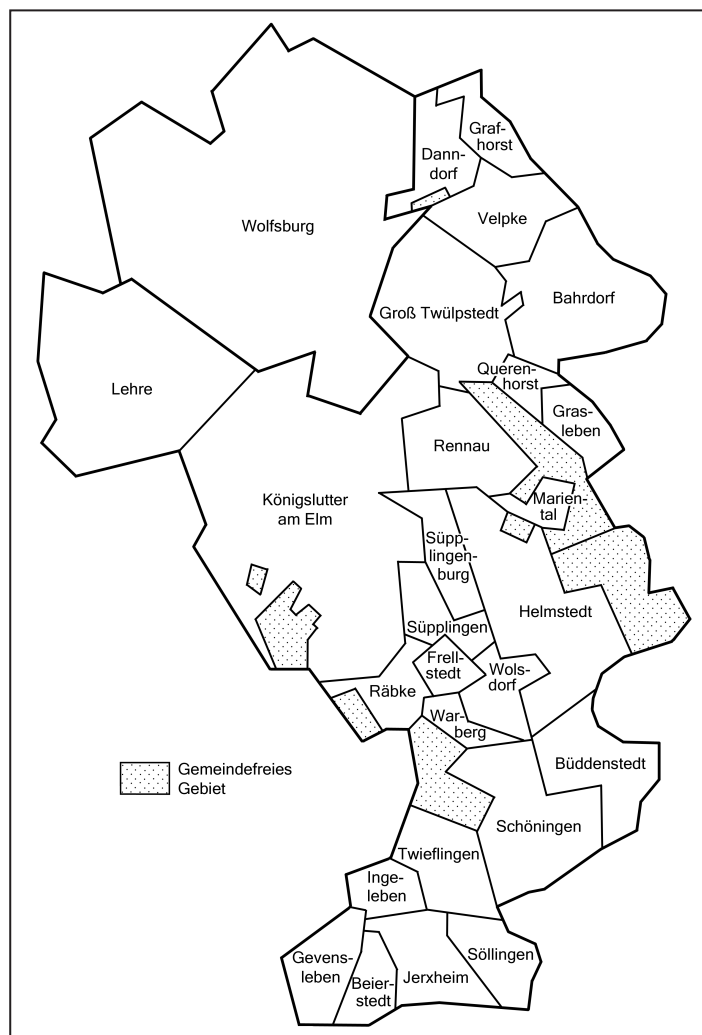 Graf-
horst
Dann-
dorf
Velpke
Wolfsburg
Bahrdorf
Groß Twülpstedt
Queren-
horst
Lehre
Gras-
leben
Rennau
Marien-
tal
Königslutter
am Elm
Süpp-
lingen-
burg
Helmstedt
Süpplingen
Frell-
stedt
Wols-
dorf
Räbke
War-
berg
Büddenstedt
Gemeindefreies
Gebiet
Schöningen
Twieflingen
Inge-
leben
Gevens-
leben
Söllingen
Jerxheim
Beier-
stedt